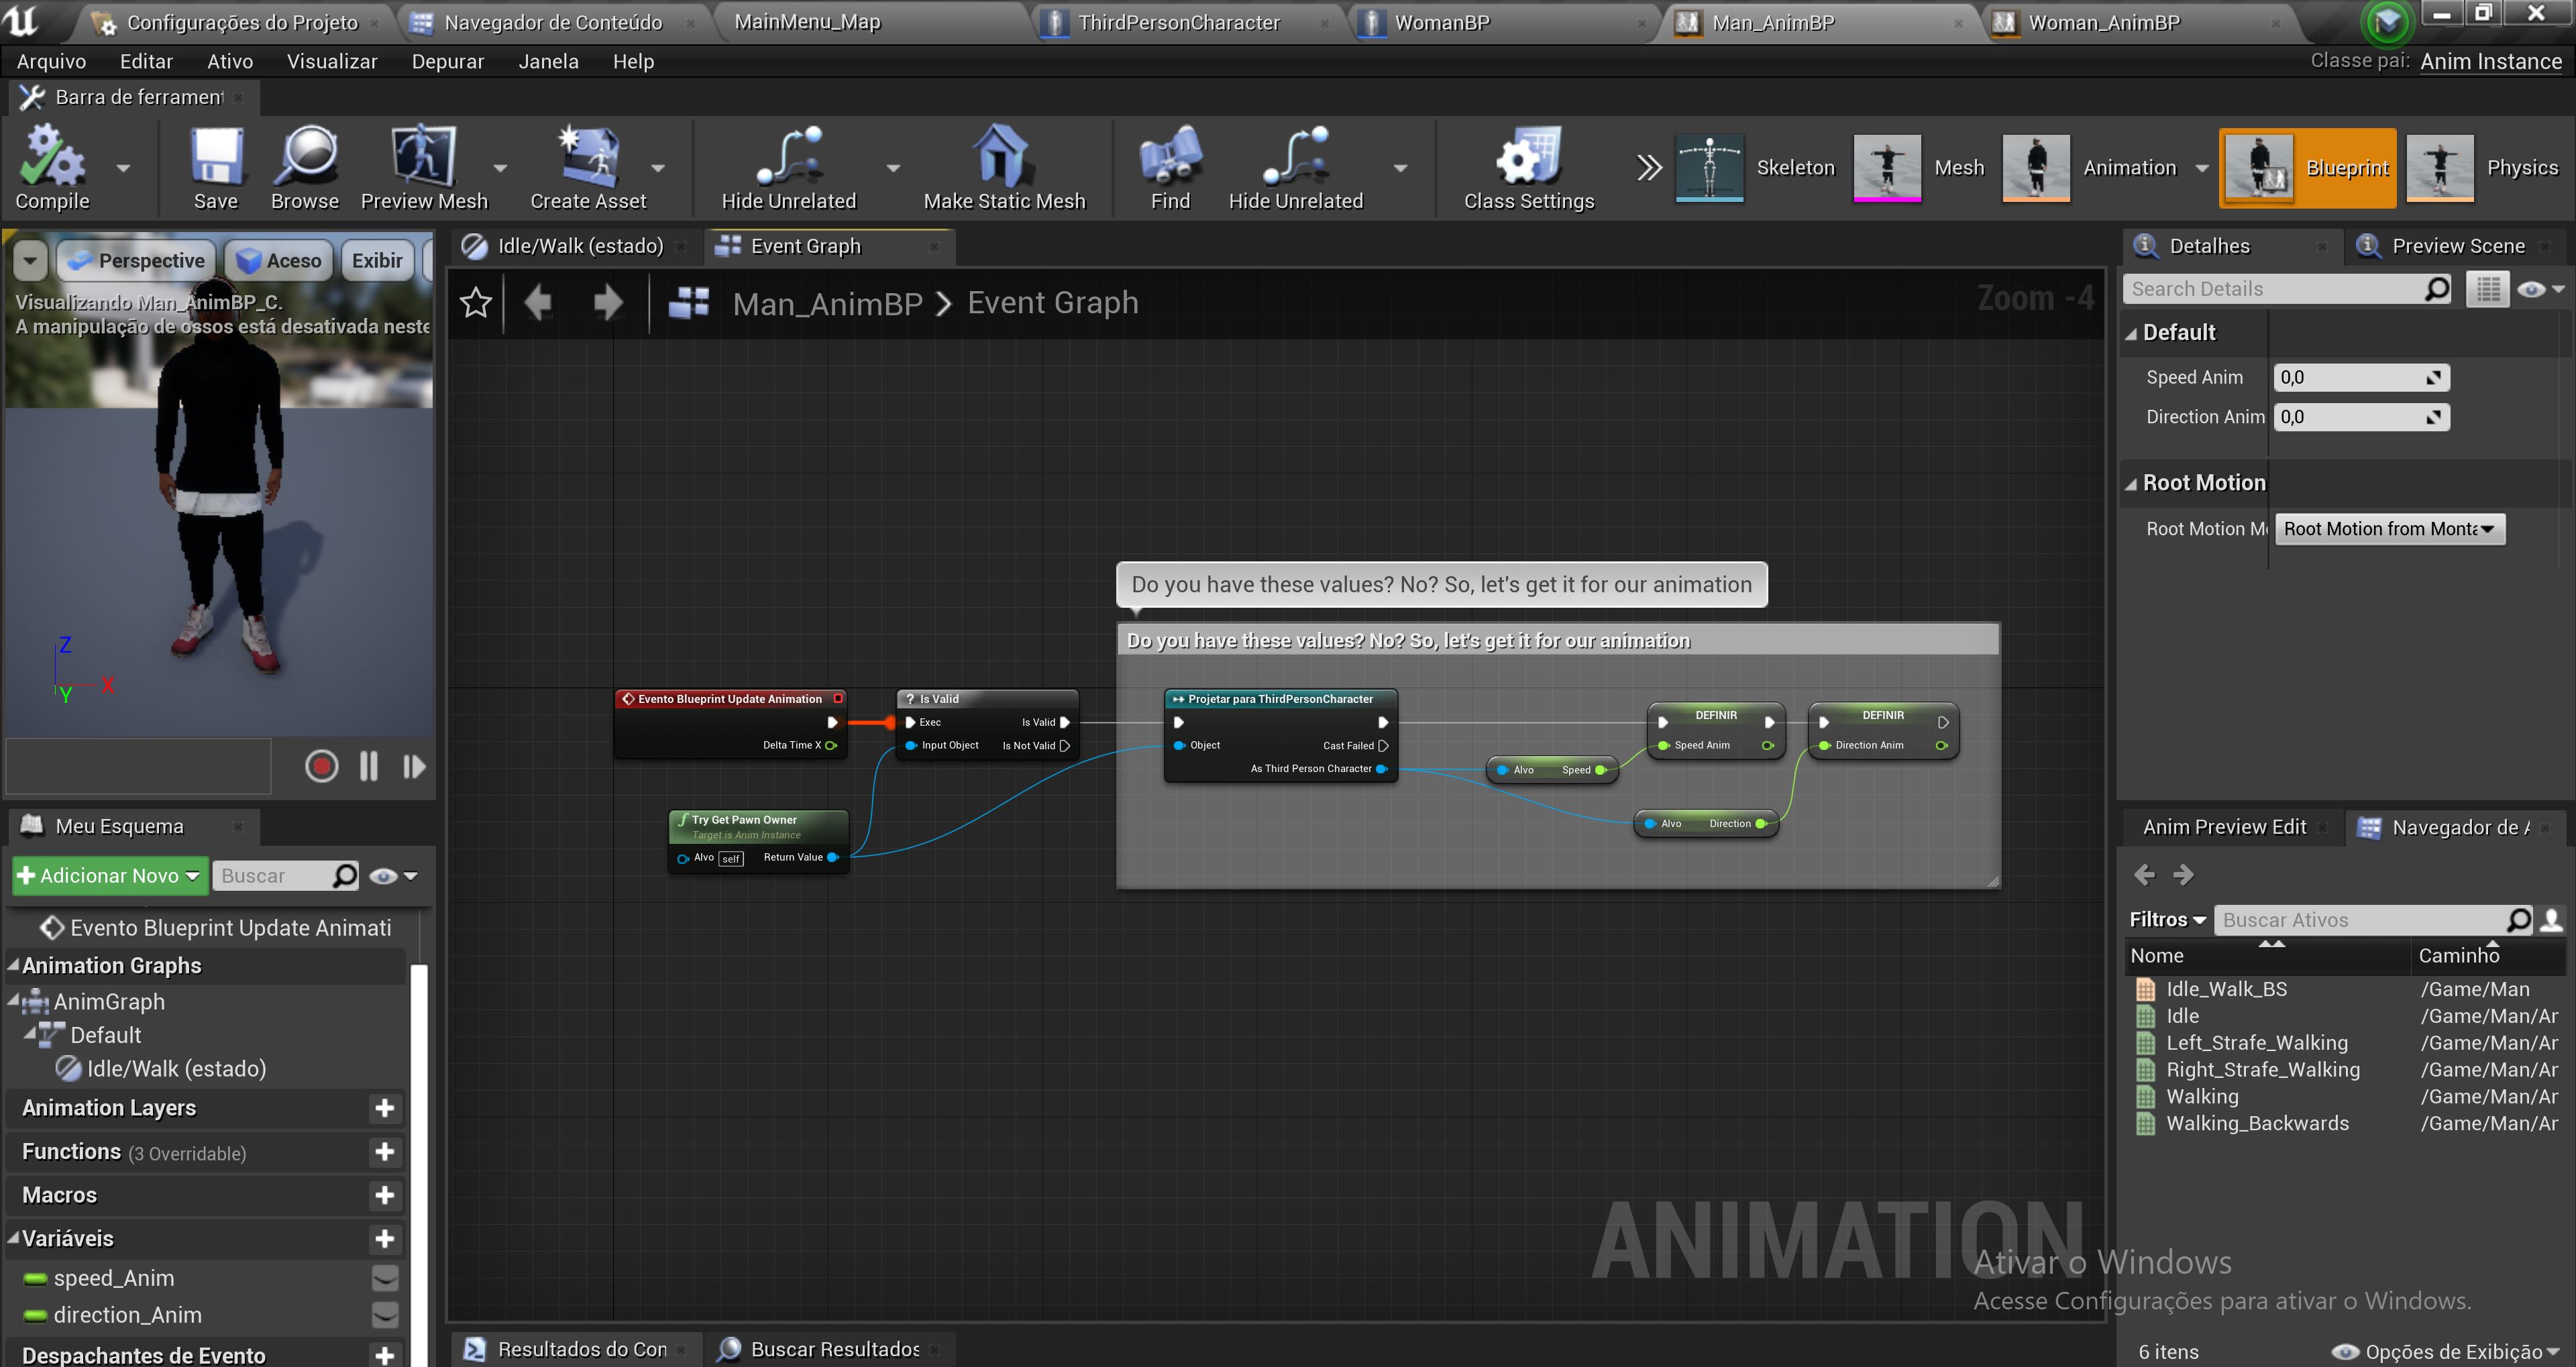 Configurações do Projeto
Navegador de Conteúdo
MainMenu_Map
ThirdPersonCharacter
WomanBP
Man_AnimBP
Woman_AnimBP
Arquivo Editar Ativo Visualizar Depurar Janela Help
Classe pai: Anim Instance
Barra de ferrament
Compile
Save
Browse
Preview Mesh
Create Asset
Hide Unrelated
Make Static Mesh
Find
Hide Unrelated
Class Settings
Skeleton
Mesh
Animation
Blueprint
Physics
Perspective
Aceso
Exibir
Visualizando Man_AnimBP_C.
A manipulação de ossos está desativada neste
Z
X
Y
Idle/Walk (estado)
Event Graph
Man_AnimBP > Event Graph
Zoom -4
Do you have these values? No? So, let's get it for our animation
Do you have these values? No? So, let's get it for our animation
Evento Blueprint Update Animation
Delta Time X
? Is Valid
Exec Is Valid
Input Object Is Not Valid
Try Get Pawn Owner
Target is Anim Instance
Alvo self Return Value
Projetar para ThirdPersonCharacter
Object Cast Failed
As Third Person Character
Alvo Speed
Alvo Direction
DEFINIR
Speed Anim
DEFINIR
Direction Anim
ANIMATION
Meu Esquema
Adicionar Novo
Buscar
Evento Blueprint Update Animati
Animation Graphs
AnimGraph
Default
Idle/Walk (estado)
Animation Layers
Functions (3 Overridable)
Macros
Variáveis
speed_Anim
direction_Anim
Despachantes de Evento
Resultados do Con
Buscar Resultados
Detalhes
Preview Scene
Search Details
Default
Speed Anim 0,0
Direction Anim 0,0
Root Motion
Root Motion Mo Root Motion from Monta
Anim Preview Edit
Navegador de A
Filtros
Buscar Ativos
Nome Caminho
Idle_Walk_BS /Game/Man
Idle /Game/Man/Ar
Left_Strafe_Walking /Game/Man/Ar
Right_Strafe_Walking /Game/Man/Ar
Walking /Game/Man/Ar
Walking_Backwards /Game/Man/Ar
Ativar o Windows
Acesse Configurações para ativar o Windows.
6 itens
Opções de Exibição